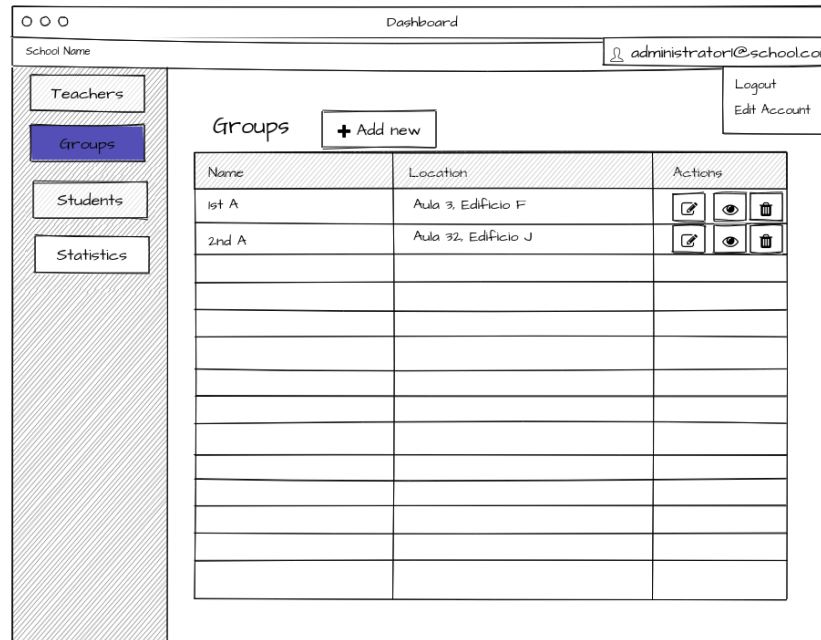 Dashboard
School Name
administrator1@school.co
Logout
Edit Account
Teachers
Groups
Students
Statistics
Groups
Add new
Name Location Actions
1st A Aula 3, Edificio F
2nd A Aula 32, Edificio J